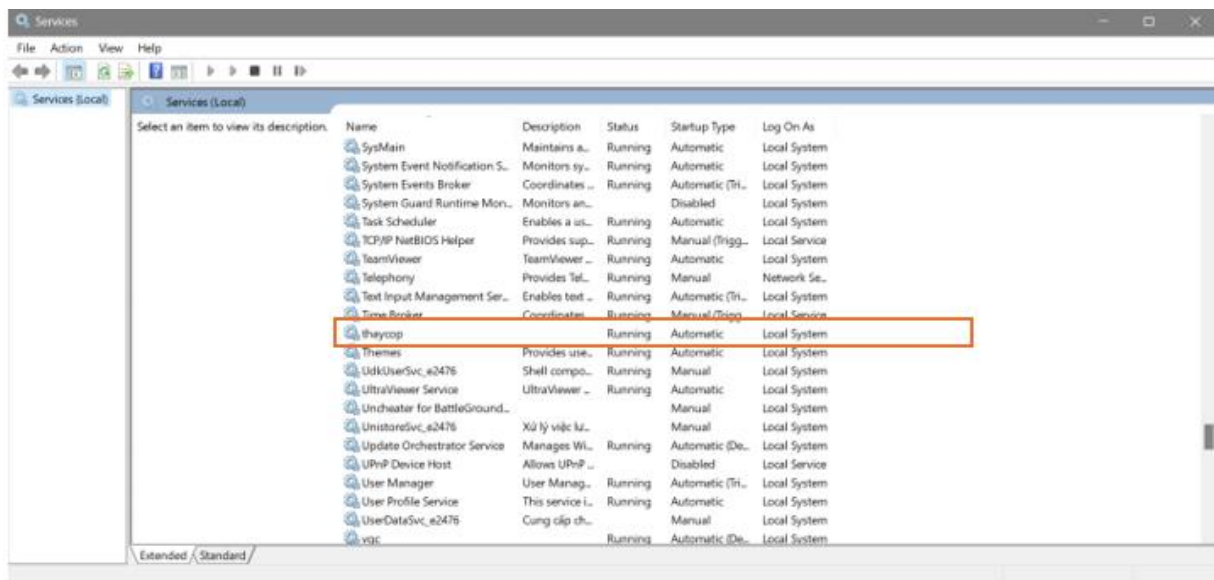 Services
File Action View Help
Services (Local)
Services (Local)
Select an item to view its description.
Name Description Status Startup Type Log On As
SysMain Maintains a... Running Automatic Local System
System Event Notification S... Monitors sy... Running Automatic Local System
System Events Broker Coordinates ... Running Automatic (Tri... Local System
System Guard Runtime Mon... Monitors an... Disabled Local System
Task Scheduler Enables a us... Running Automatic Local System
TCP/IP NetBIOS Helper Provides sup... Running Manual (Trigg... Local Service
TeamViewer TeamViewer ... Running Automatic Local System
Telephony Provides Tel... Running Manual Network Se...
Text Input Management Ser... Enables text ... Running Automatic (Tri... Local System
Time Broker Coordinates ... Running Manual (Trigg... Local Service
thaycop Running Automatic Local System
Themes Provides use... Running Automatic Local System
UdkUserSvc_e2476 Shell compo... Running Manual Local System
UltraViewer Service UltraViewer ... Running Automatic Local System
Uncheater for BattleGround... Manual Local System
UnistoreSvc_e2476 Xử lý việc lư... Manual Local System
Update Orchestrator Service Manages Wi... Running Automatic (De... Local System
UPnP Device Host Allows UPnP ... Disabled Local Service
User Manager User Manag... Running Automatic (Tri... Local System
User Profile Service This service i... Running Automatic Local System
UserDataSvc_e2476 Cung cấp ch... Manual Local System
vgc Running Automatic (De... Local System
Extended Standard